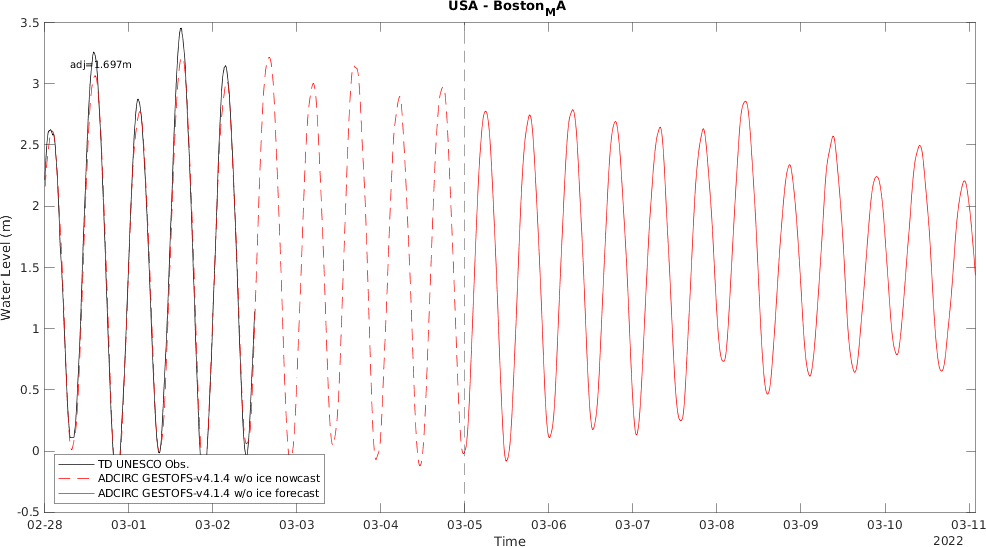 USA - Boston_MA
3.5
3
2.5
2
1.5
1
0.5
0
-0.5
Water Level (m)
adj=1.697m
TD UNESCO Obs.
ADCIRC GESTOFS-v4.1.4 w/o ice nowcast
ADCIRC GESTOFS-v4.1.4 w/o ice forecast
02-28 03-01 03-02 03-03 03-04 03-05 03-06 03-07 03-08 03-09 03-10 03-11
Time
2022